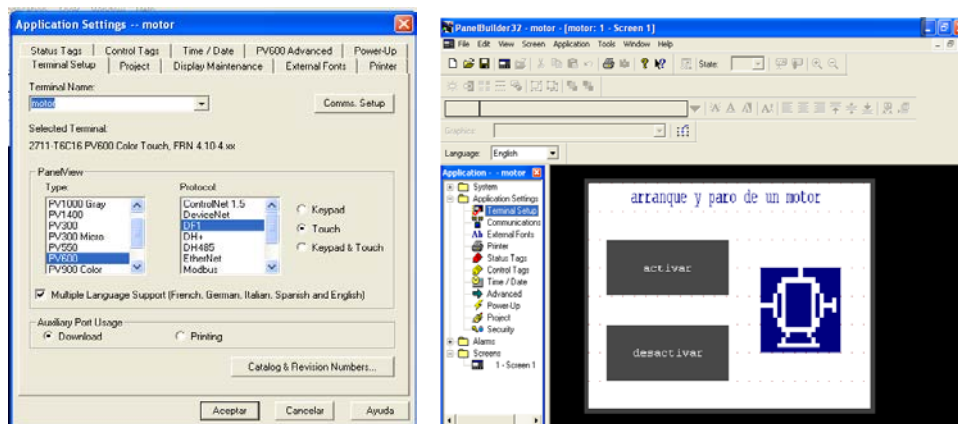 Application Settings -- motor
Status Tags
Control Tags
Time / Date
PV600 Advanced
Power-Up
Terminal Setup
Project
Display Maintenance
External Fonts
Printer
Terminal Name:
motor
Comms. Setup
Selected Terminal:
2711-T6C16 PV600 Color Touch, FRN 4.10-4.xx
PanelView
Type:
Protocol:
PV1000 Gray
PV1400
PV300
PV300 Micro
PV550
PV600
PV900 Color
ControlNet 1.5
DeviceNet
DF1
DH+
DH485
EtherNet
Modbus
Keypad
Touch
Keypad & Touch
Multiple Language Support (French, German, Italian, Spanish and English)
Auxiliary Port Usage
Download
Printing
Catalog & Revision Numbers...
Aceptar
Cancelar
Ayuda
PanelBuilder32 - motor - [motor: 1 - Screen 1]
File Edit View Screen Application Tools Window Help
State:
Graphics:
Language: English
Application - - motor
System
Application Settings
Terminal Setup
Communications
External Fonts
Printer
Status Tags
Control Tags
Time / Date
Advanced
Power-Up
Project
Security
Alarms
Screens
1 - Screen 1
arranque y paro de un motor
activar
desactivar